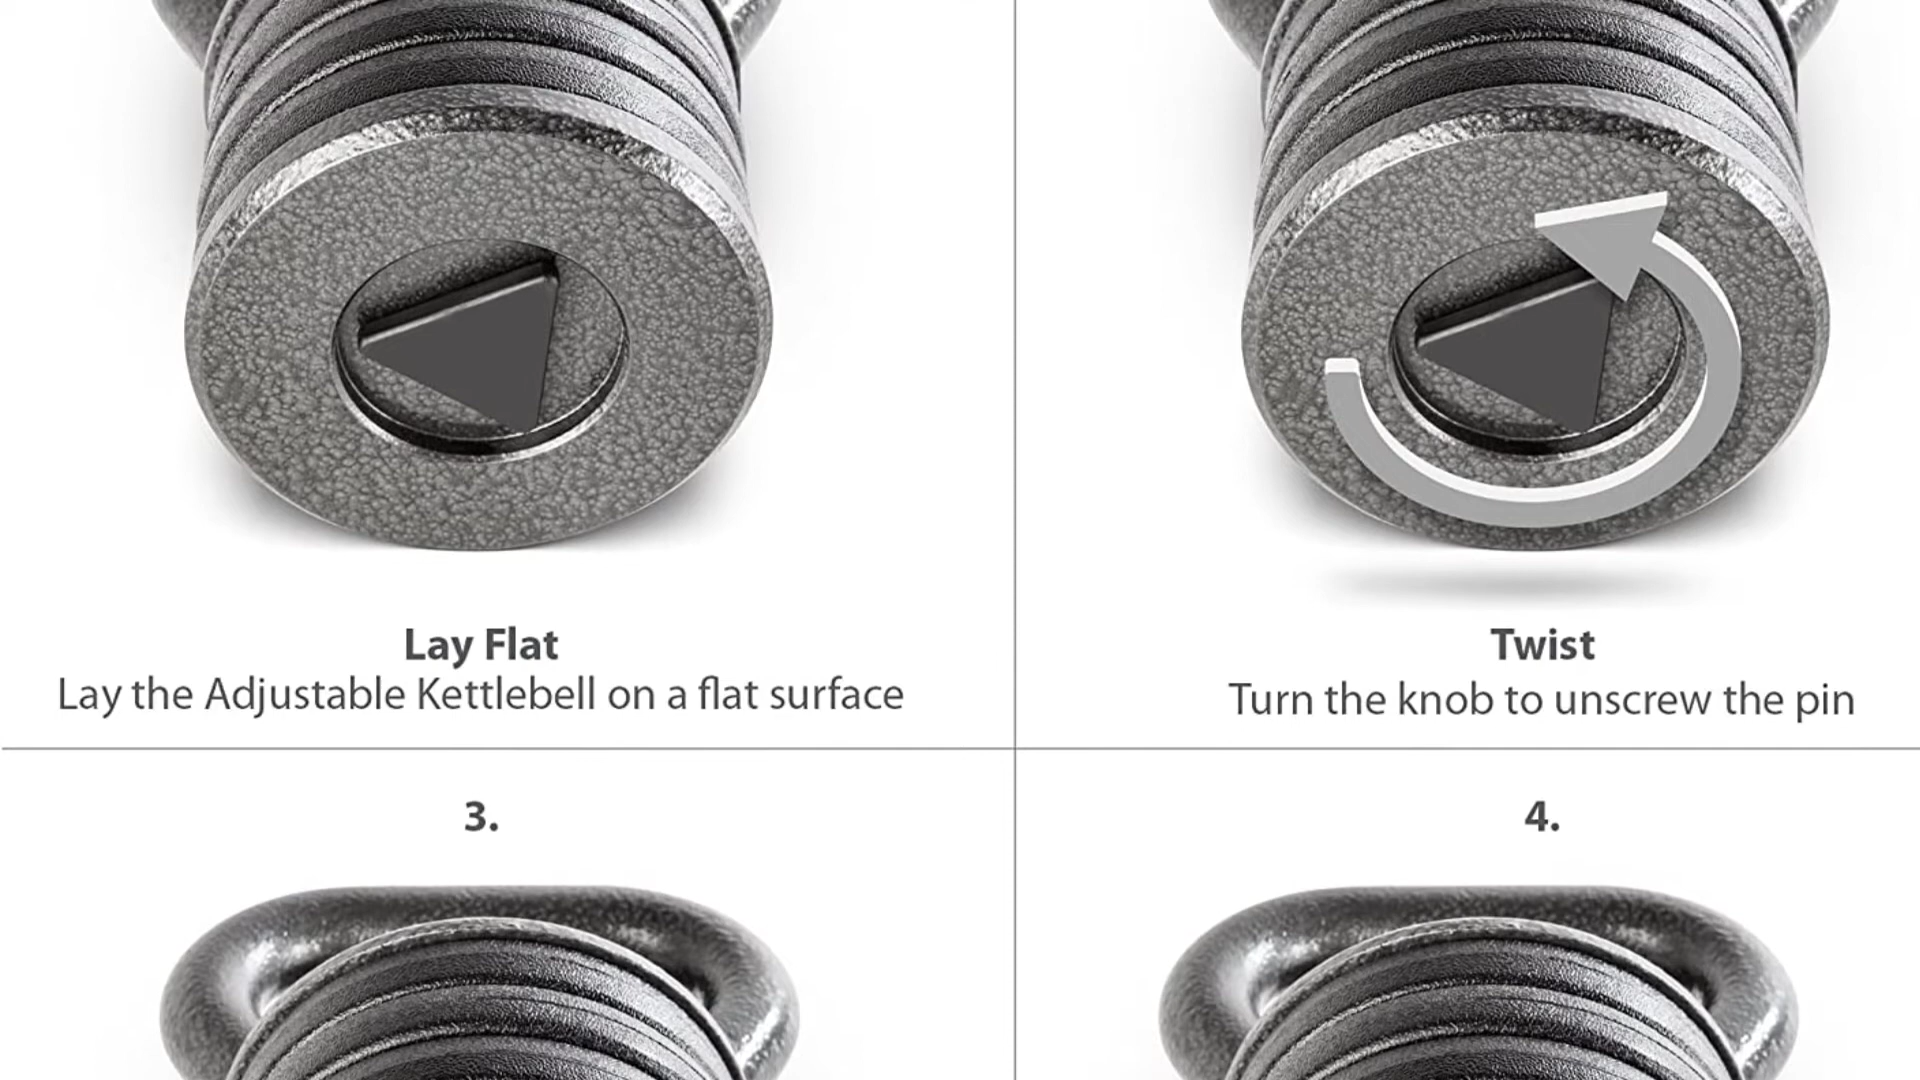 Lay Flat
Lay the Adjustable Kettlebell on a flat surface
Twist
Turn the knob to unscrew the pin
3.
4.